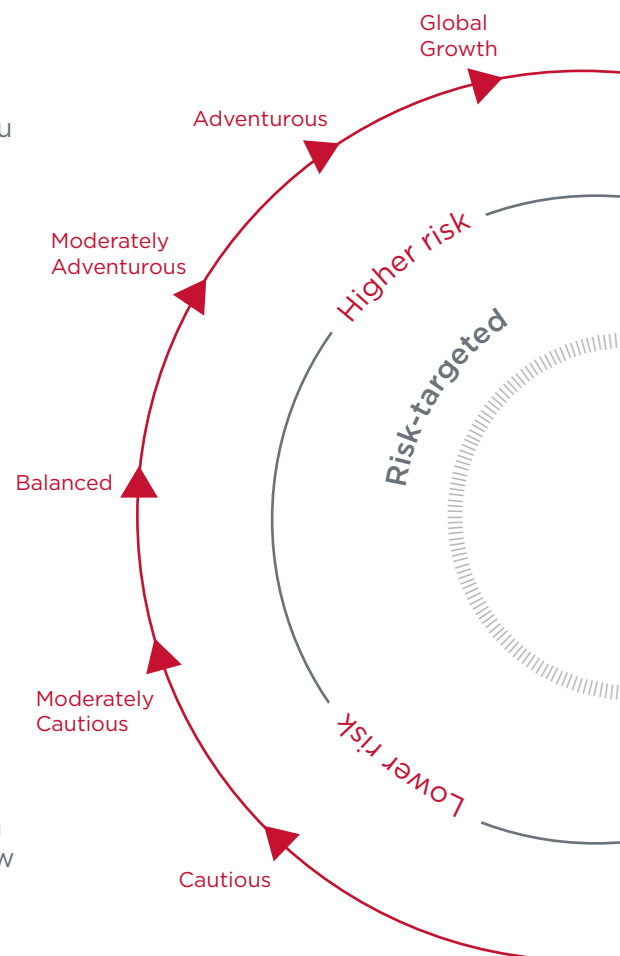 Global
Growth
Adventurous
u
Moderately
Adventurous
Higher risk
Risk-targeted
Balanced
Moderately
Cautious
Lower risk
w
Cautious